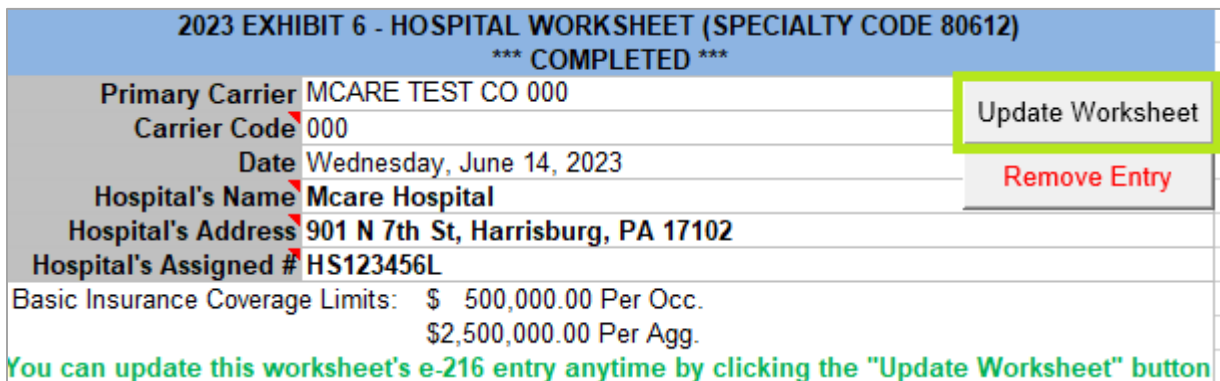 2023 EXHIBIT 6 - HOSPITAL WORKSHEET (SPECIALTY CODE 80612)
*** COMPLETED ***
Primary Carrier MCARE TEST CO 000
Update Worksheet
Carrier Code 000
Date Wednesday, June 14, 2023
Remove Entry
Hospital's Name Mcare Hospital
Hospital's Address 901 N 7th St, Harrisburg, PA 17102
Hospital's Assigned # HS123456L
Basic Insurance Coverage Limits: $ 500,000.00 Per Occ.
$2,500,000.00 Per Agg.
You can update this worksheet's e-216 entry anytime by clicking the "Update Worksheet" button